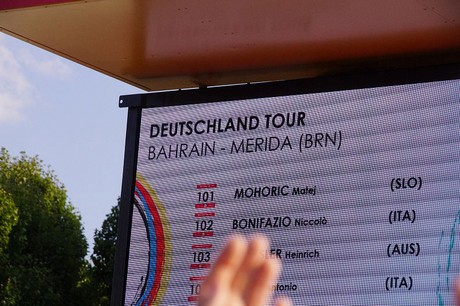 DEUTSCHLAND TOUR
BAHRAIN - MERIDA (BRN)
101 MOHORIC Matej (SLO)
102 BONIFAZIO Niccolò (ITA)
103 Heinrich (AUS)
(ITA)